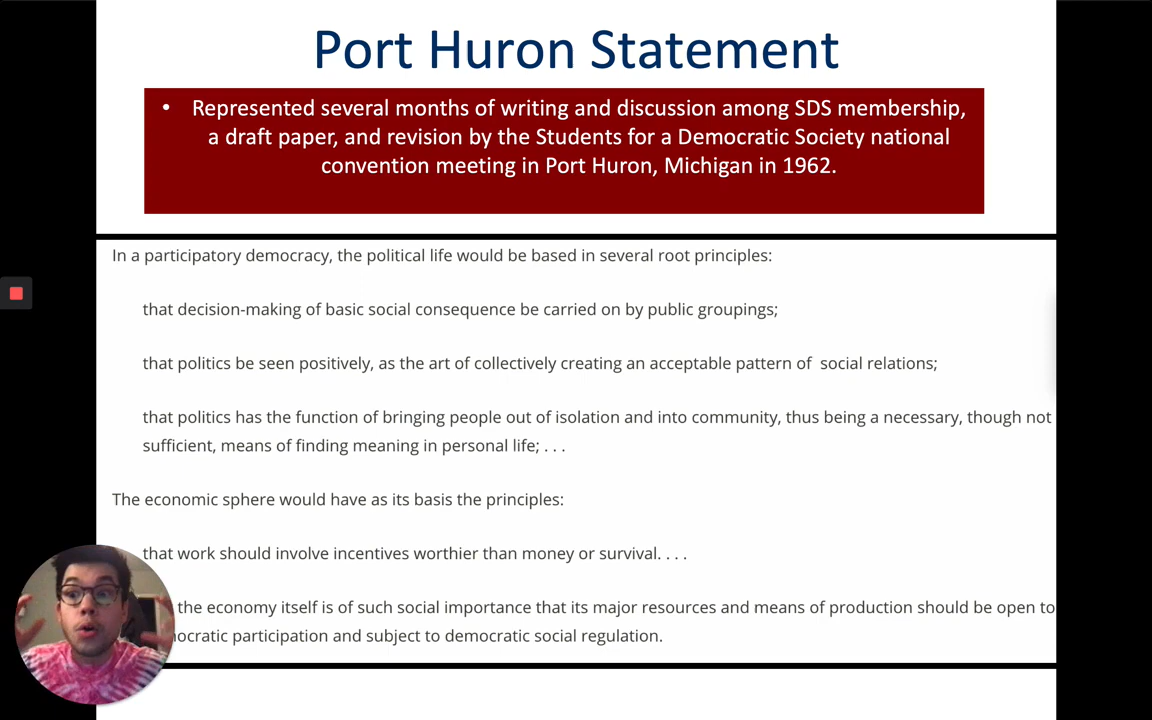 Port Huron Statement
• Represented several months of writing and discussion among SDS membership,
a draft paper, and revision by the Students for a Democratic Society national
convention meeting in Port Huron, Michigan in 1962.
In a participatory democracy, the political life would be based in several root principles:
that decision-making of basic social consequence be carried on by public groupings;
that politics be seen positively, as the art of collectively creating an acceptable pattern of social relations;
that politics has the function of bringing people out of isolation and into community, thus being a necessary, though not
sufficient, means of finding meaning in personal life; . . .
The economic sphere would have as its basis the principles:
that work should involve incentives worthier than money or survival. . . .
the economy itself is of such social importance that its major resources and means of production should be open to
ocratic participation and subject to democratic social regulation.